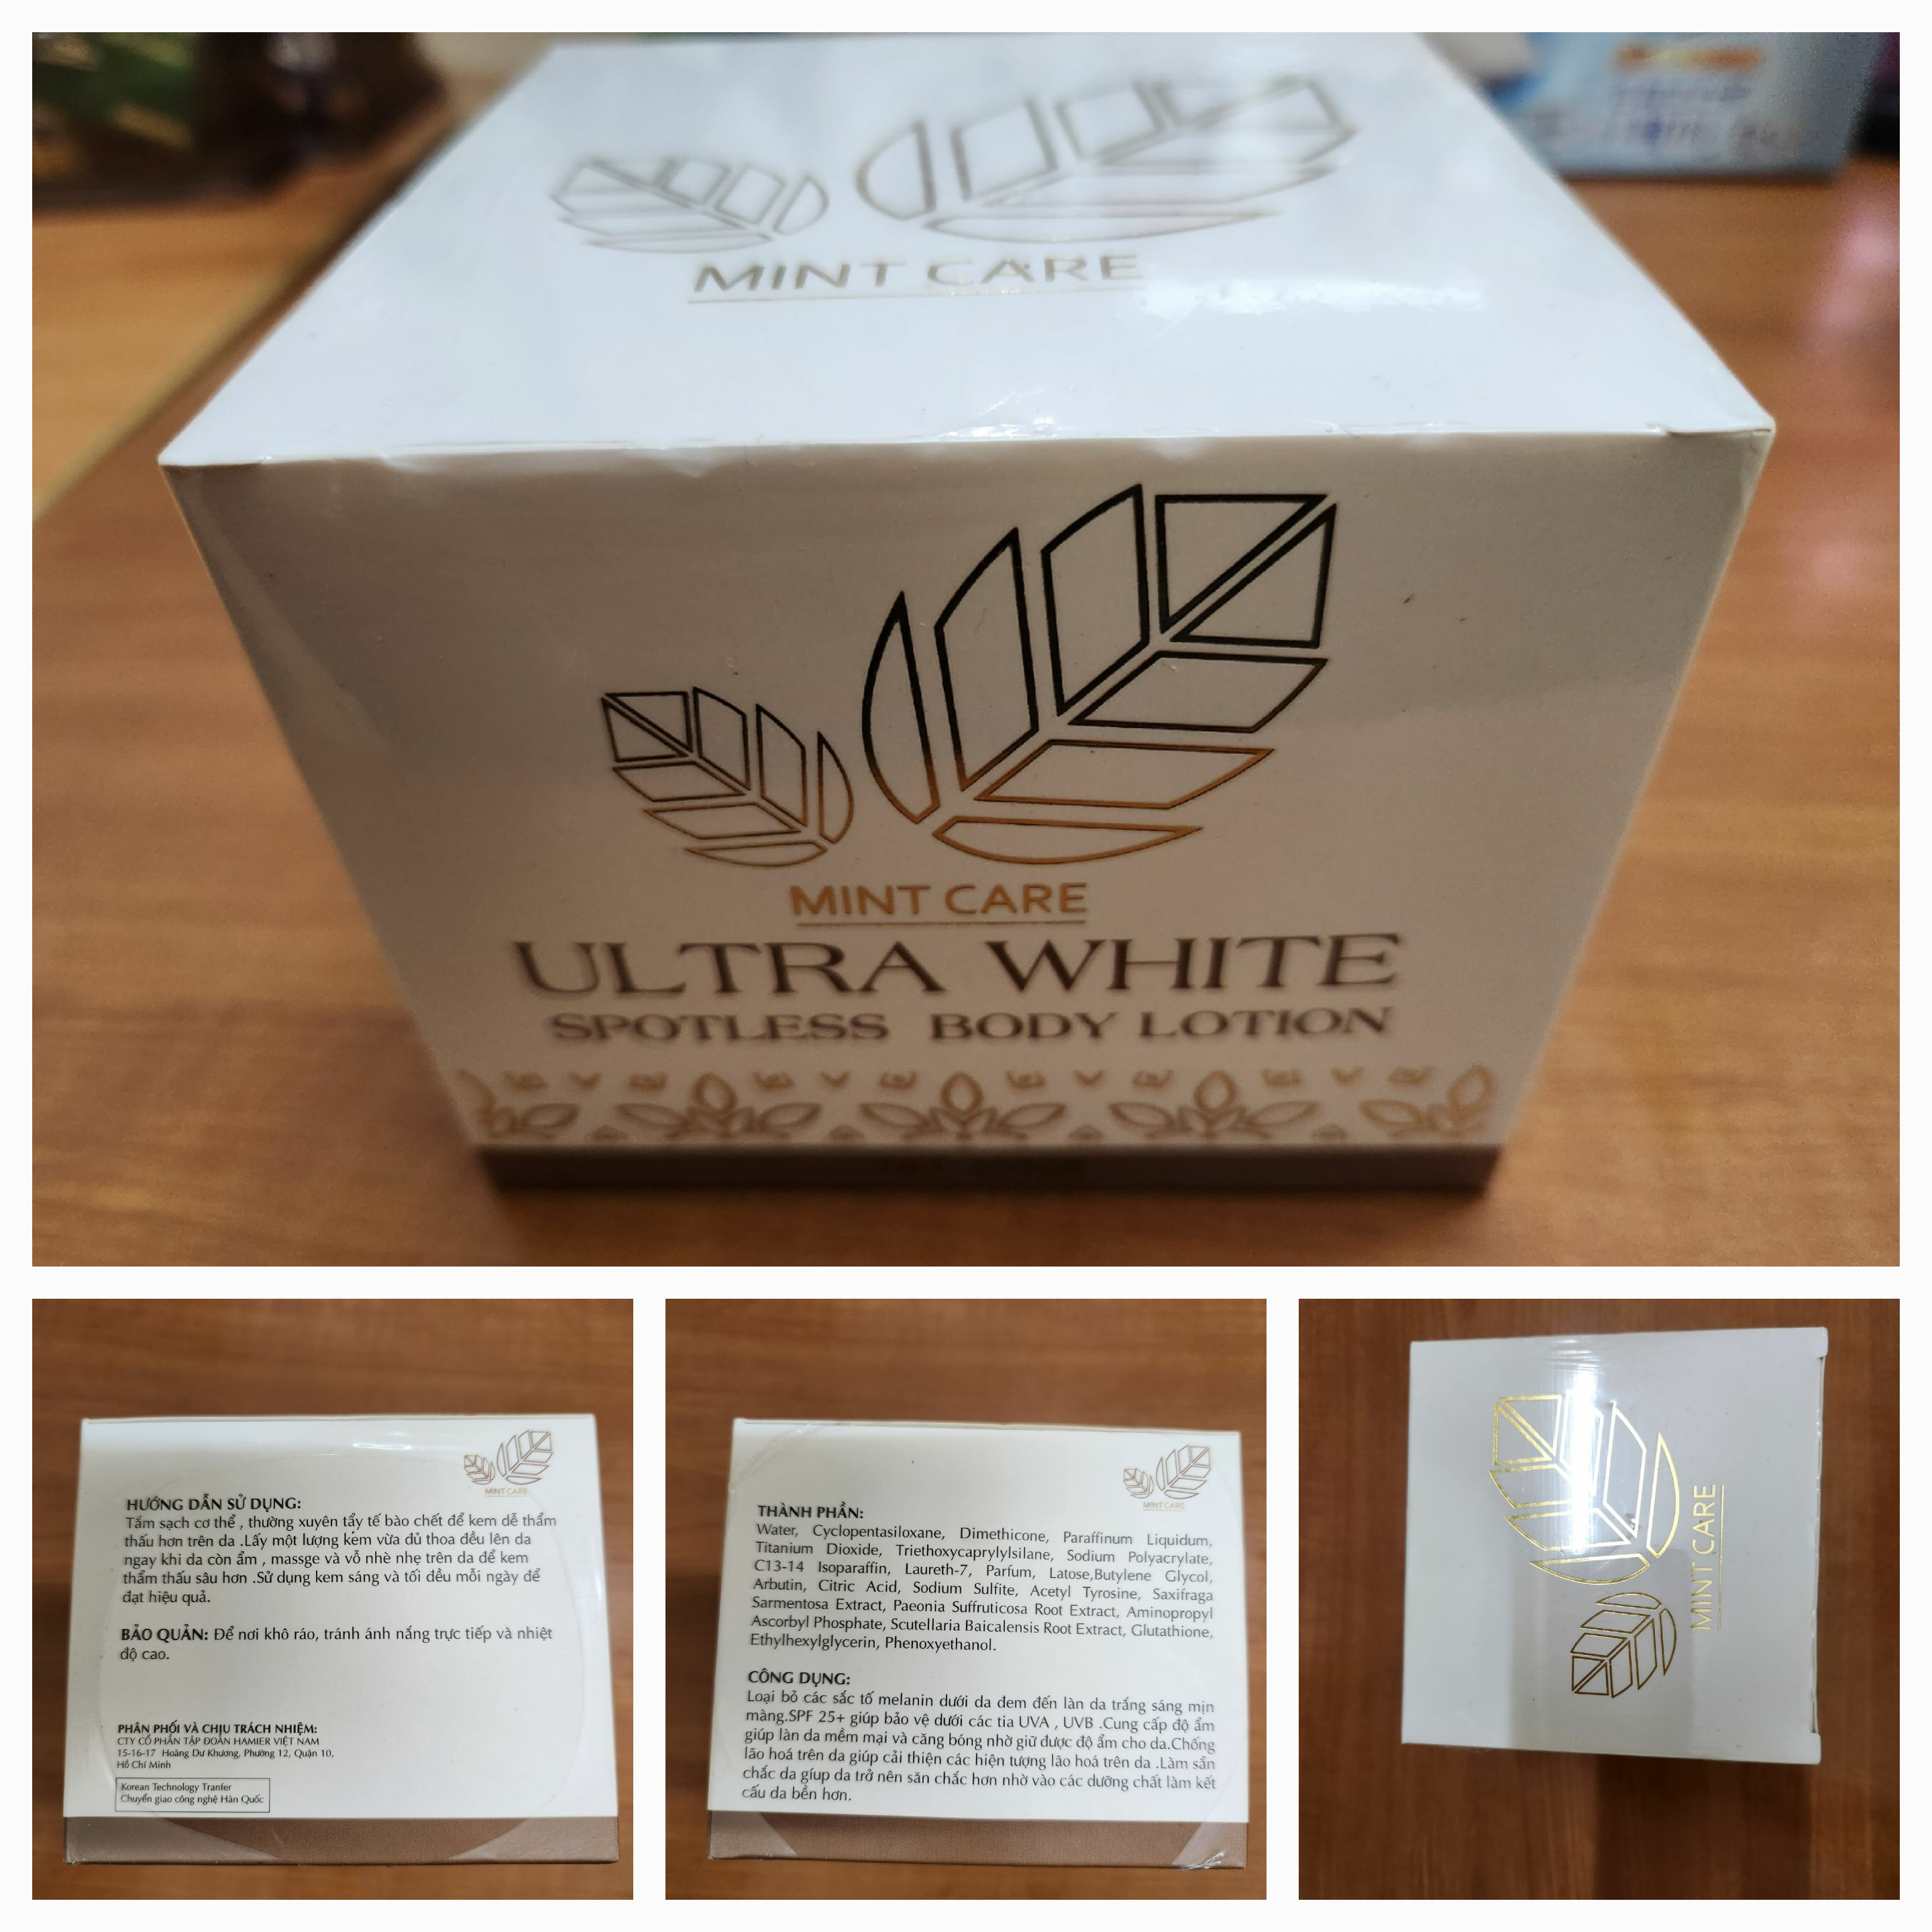 MINT CARE
MINT CARE
ULTRA WHITE
SPOTLESS BODY LOTION
MINT CARE
HƯỚNG DẪN SỬ DỤNG:
Tắm sạch cơ thể , thường xuyên tẩy tế bào chết để kem dễ thẩm
thấu hơn trên da .Lấy một lượng kem vừa đủ thoa đều lên da
ngay khi da còn ẩm , massge và vỗ nhè nhẹ trên da để kem
thẩm thấu sâu hơn .Sử dụng kem sáng và tối đều mỗi ngày để
đạt hiệu quả.
BẢO QUẢN: Để nơi khô ráo, tránh ánh nắng trực tiếp và nhiệt
độ cao.
PHÂN PHỐI VÀ CHỊU TRÁCH NHIỆM:
CTY CỔ PHẦN TẬP ĐOÀN HAMIER VIỆT NAM
15-16-17 Hoàng Dư Khương, Phường 12, Quận 10,
Hồ Chí Minh
Korean Technology Tranfer
Chuyển giao công nghệ Hàn Quốc
MINT CARE
THÀNH PHẦN:
Water, Cyclopentasiloxane, Dimethicone, Paraffinum Liquidum,
Titanium Dioxide, Triethoxycaprylylsilane, Sodium Polyacrylate,
C13-14 Isoparaffin, Laureth-7, Parfum, Latose,Butylene Glycol,
Arbutin, Citric Acid, Sodium Sulfite, Acetyl Tyrosine, Saxifraga
Sarmentosa Extract, Paeonia Suffruticosa Root Extract, Aminopropyl
Ascorbyl Phosphate, Scutellaria Baicalensis Root Extract, Glutathione,
Ethylhexylglycerin, Phenoxyethanol.
CÔNG DỤNG:
Loại bỏ các sắc tố melanin dưới da đem đến làn da trắng sáng mịn
màng.SPF 25+ giúp bảo vệ dưới các tia UVA , UVB .Cung cấp độ ẩm
giúp làn da mềm mại và căng bóng nhờ giữ được độ ẩm cho da.Chống
lão hoá trên da giúp cải thiện các hiện tượng lão hoá trên da .Làm sẳn
chắc da gíup da trở nên săn chắc hơn nhờ vào các dưỡng chất làm kết
cấu da bền hơn.
MINT CARE